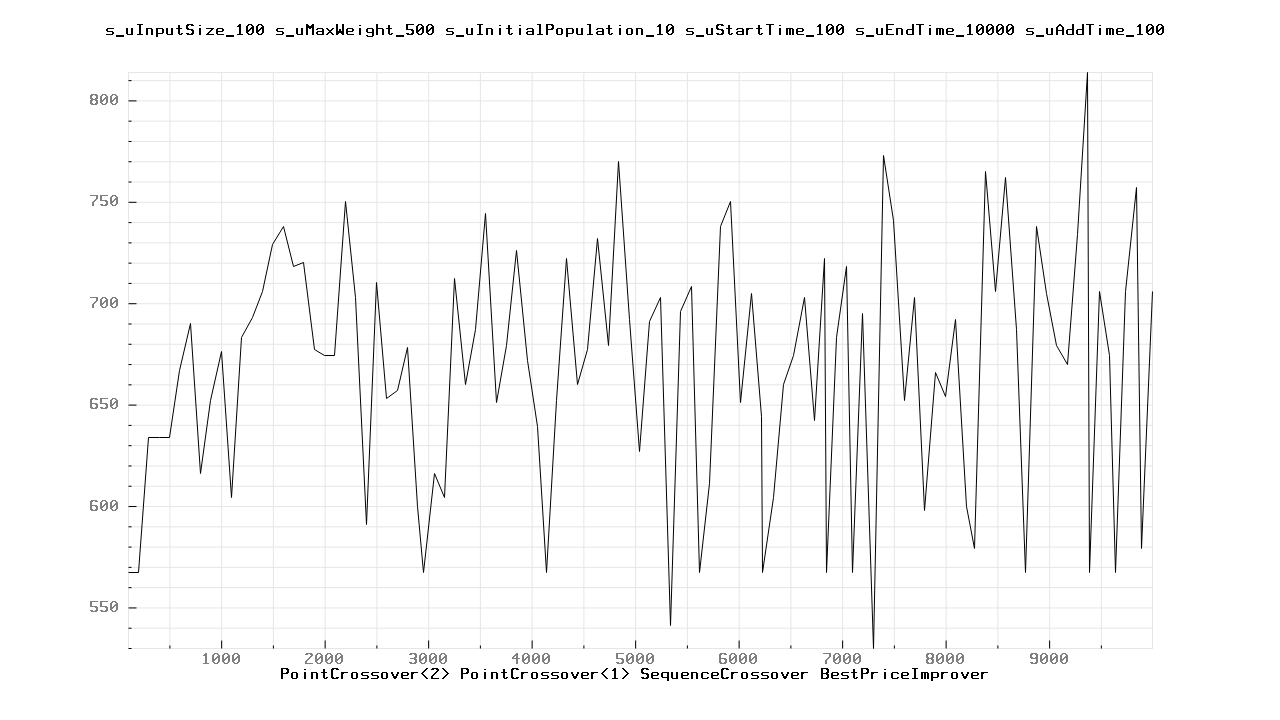 s_uInputSize_100 s_uMaxWeight_500 s_uInitialPopulation_10 s_uStartTime_100 s_uEndTime_10000 s_uAddTime_100
800
750
700
650
600
550
1000 2000 3000 4000 5000 6000 7000 8000 9000
PointCrossover<2> PointCrossover<1> SequenceCrossover BestPriceImprover